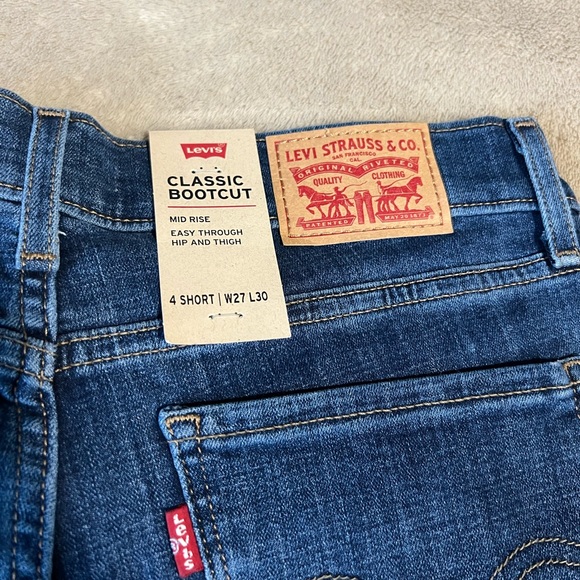 Levi's
CLASSIC
BOOTCUT
MID RISE
EASY THROUGH
HIP AND THIGH
4 SHORT | W27 L30
LEVI STRAUSS & CO.
SAN FRANCISCO
CAL.
ORIGINAL RIVETED
QUALITY CLOTHING
PATENTED MAY 20 1873
Levi's
®